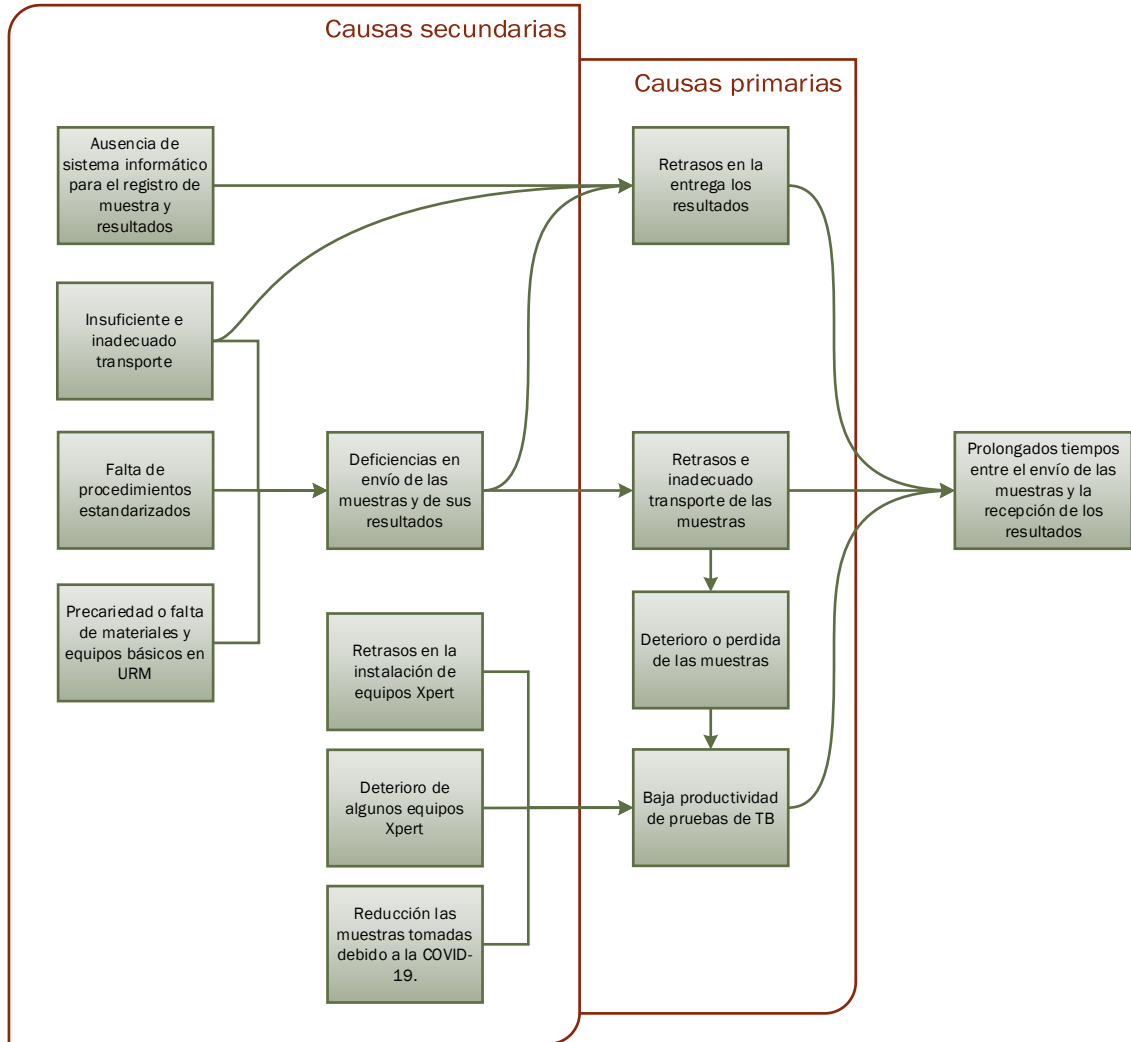 Causas secundarias
Causas primarias
Ausencia de
sistema informático
para el registro de
muestra y
resultados
Retrasos en la
entrega los
resultados
Insuficiente e
inadecuado
transporte
Falta de
procedimientos
estandarizados
Deficiencias en
envío de las
muestras y de sus
resultados
Retrasos e
inadecuado
transporte de las
muestras
Prolongados tiempos
entre el envío de las
muestras y la
recepción de los
resultados
Precariedad o falta
de materiales y
equipos básicos en
URM
Retrasos en la
instalación de
equipos Xpert
Deterioro o perdida
de las muestras
Deterioro de
algunos equipos
Xpert
Baja productividad
de pruebas de TB
Reducción las
muestras tomadas
debido a la COVID-
19.